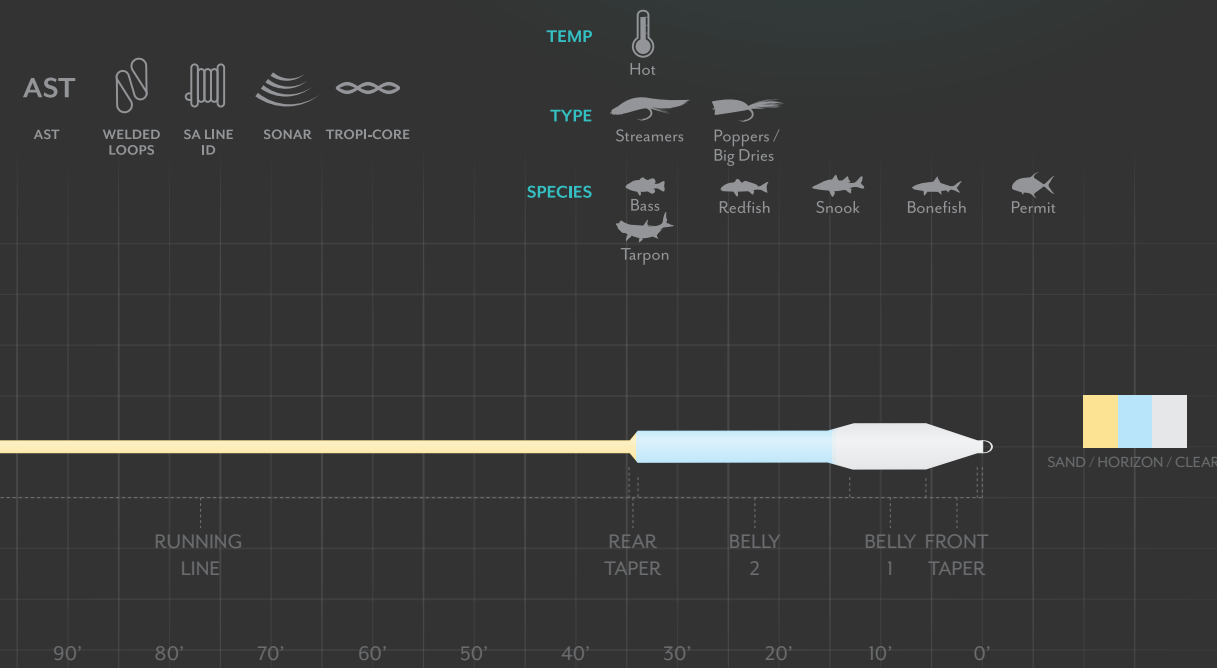 TEMP
Hot
AST
AST
WELDED
LOOPS
SA LINE
ID
SONAR
TROPI-CORE
TYPE
Streamers
Poppers /
Big Dries
SPECIES
Bass
Redfish
Snook
Bonefish
Permit
Tarpon
SAND / HORIZON / CLEAR
RUNNING
LINE
REAR
TAPER
BELLY
2
BELLY
1
FRONT
TAPER
90’ 80’ 70’ 60’ 50’ 40’ 30’ 20’ 10’ 0’